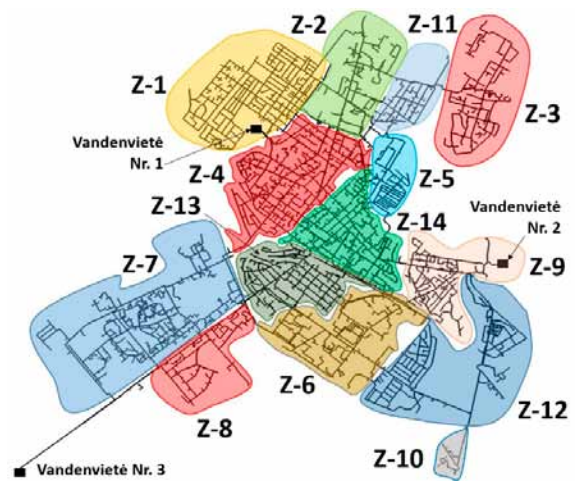 Z-2
Z-11
Z-1
Z-3
Vandenvietė
Nr. 1
Z-4
Z-5
Z-13
Z-14
Vandenvietė
Nr. 2
Z-7
Z-9
Z-6
Z-12
Z-8
Z-10
Vandenvietė Nr. 3